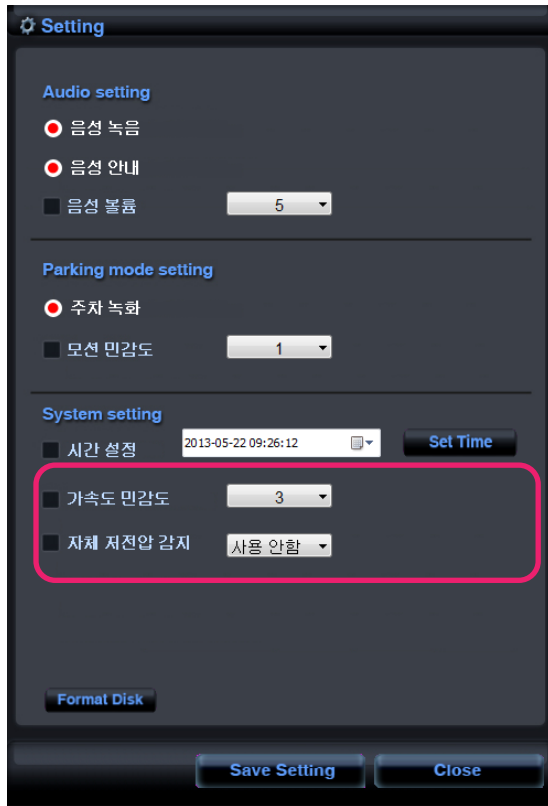 Setting
Audio setting
음성 녹음
음성 안내
음성 볼륨 5
Parking mode setting
주차 녹화
모션 민감도 1
System setting
시간 설정 2013-05-22 09:26:12 Set Time
가속도 민감도 3
자체 저전압 감지 사용 안함
Format Disk
Save Setting Close